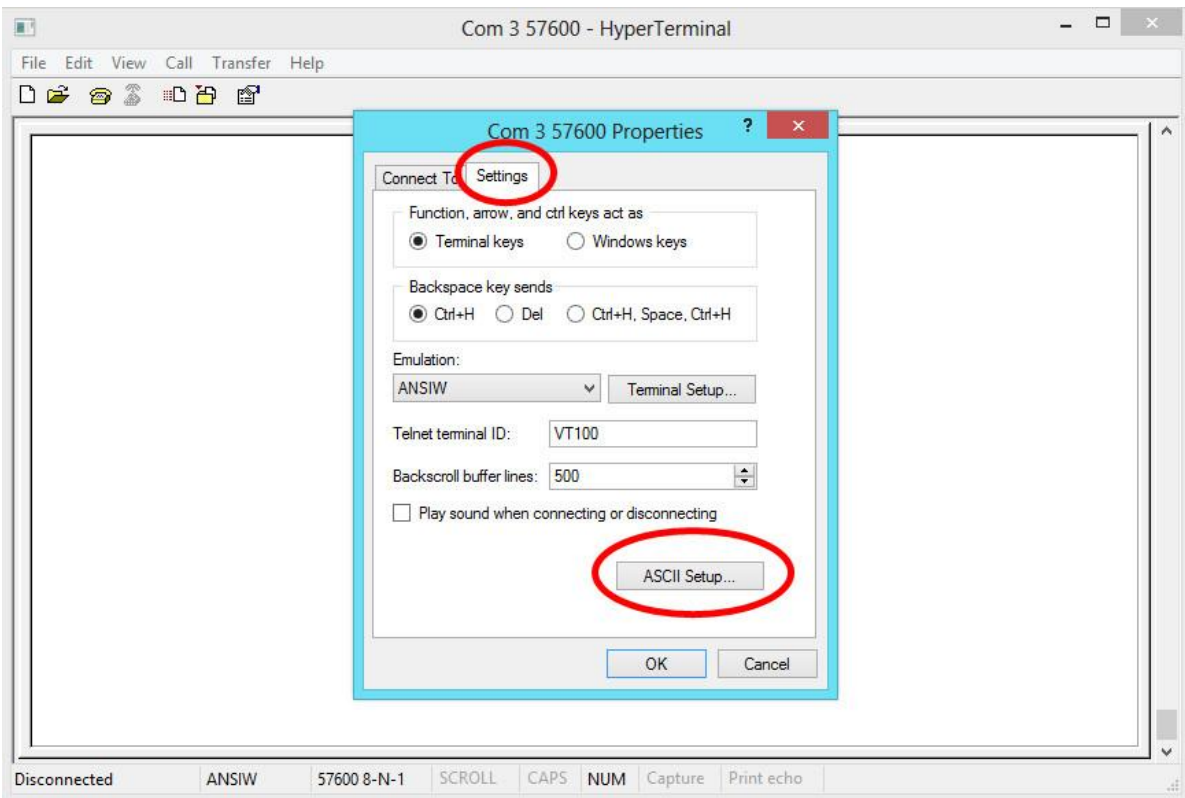 Com 3 57600 - HyperTerminal
File Edit View Call Transfer Help
Com 3 57600 Properties ?
Connect To Settings
Function, arrow, and ctrl keys act as
Terminal keys Windows keys
Backspace key sends
Ctrl+H Del Ctrl+H, Space, Ctrl+H
Emulation:
ANSIW Terminal Setup...
Telnet terminal ID: VT100
Backscroll buffer lines: 500
Play sound when connecting or disconnecting
ASCII Setup...
OK Cancel
Disconnected ANSIW 57600 8-N-1 SCROLL CAPS NUM Capture Print echo